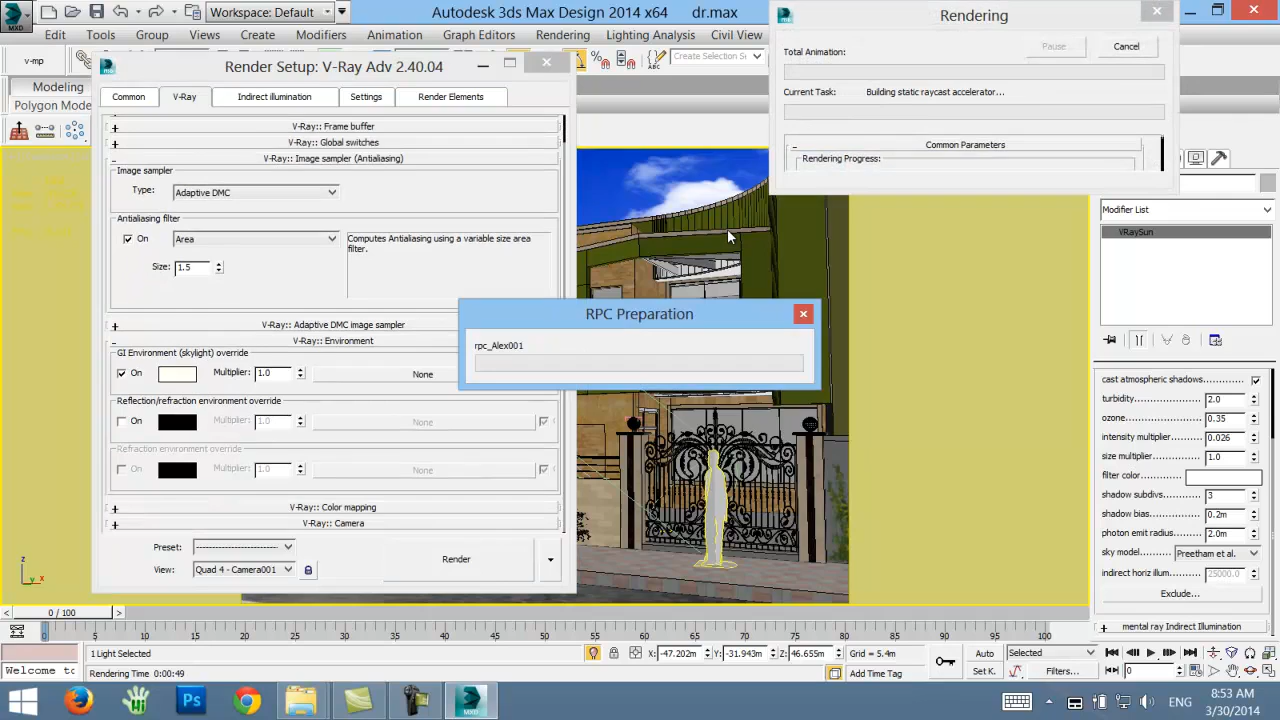 Workspace: Default
Autodesk 3ds Max Design 2014 x64 dr.max
MXD
Edit Tools Group Views Create Modifiers Animation Graph Editors Rendering Lighting Analysis Civil View
Create Selection Se
Modeling
Polygon Mode
Render Setup: V-Ray Adv 2.40.04
Common V-Ray Indirect illumination Settings Render Elements
V-Ray:: Frame buffer
V-Ray:: Global switches
V-Ray:: Image sampler (Antialiasing)
Image sampler
Type: Adaptive DMC
Antialiasing filter
On Area
Computes Antialiasing using a variable size area filter.
Size: 1.5
V-Ray:: Adaptive DMC image sampler
V-Ray:: Environment
GI Environment (skylight) override
On Multiplier: 1.0 None
Reflection/refraction environment override
On Multiplier: 1.0 None
Refraction environment override
On Multiplier: 1.0 None
V-Ray:: Color mapping
V-Ray:: Camera
Preset: -------------------------
View: Quad 4 - Camera001
Render
Rendering
Total Animation:
Pause Cancel
Current Task: Building static raycast accelerator...
Common Parameters
Rendering Progress:
RPC Preparation
rpc_Alex001
Modifier List
VRaySun
cast atmospheric shadows
turbidity 2.0
ozone 0.35
intensity multiplier 0.026
size multiplier 1.0
filter color
shadow subdivs 3
shadow bias 0.2m
photon emit radius 2.0m
sky model Preetham et al.
indirect horiz illum 25000.0
Exclude...
mental ray Indirect Illumination
0 / 100
0 5 10 15 20 25 30 35 40 45 50 55 60 65 70 75 80 85 90 95 100
1 Light Selected
X: -47.202m Y: -31.943m Z: 46.655m Grid = 5.4m
Auto Selected
Welcome to
Rendering Time 0:00:49
Add Time Tag
Set K. Filters... 0
ENG
8:53 AM
3/30/2014